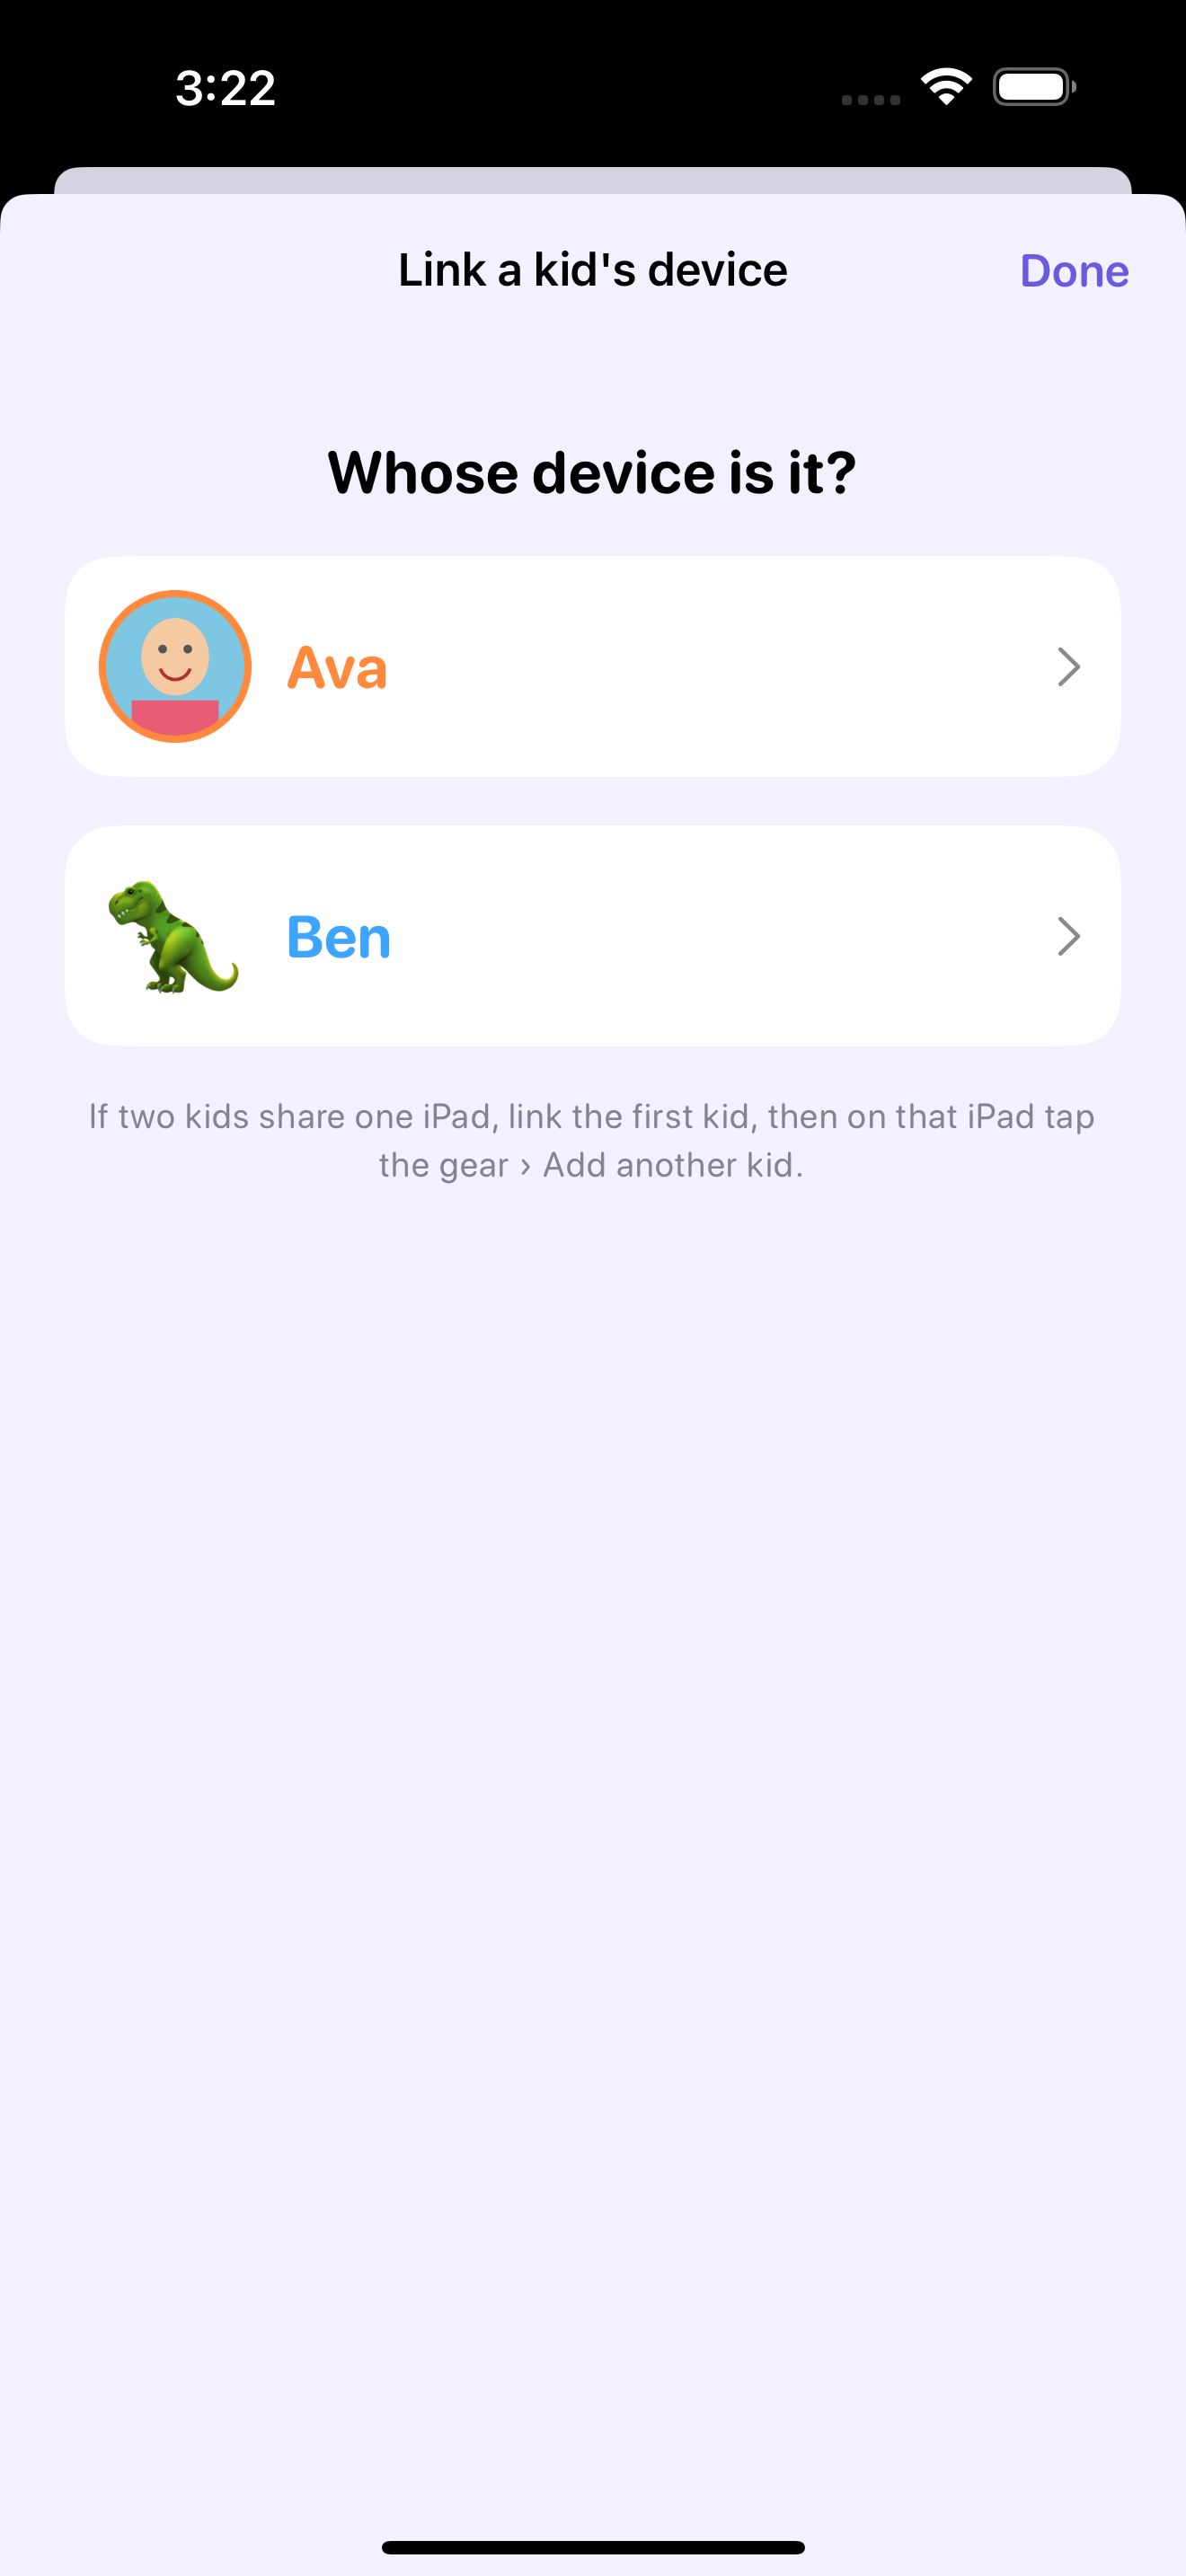 3:22
Link a kid's device
Done
Whose device is it?
Ava
Ben
If two kids share one iPad, link the first kid, then on that iPad tap
the gear › Add another kid.